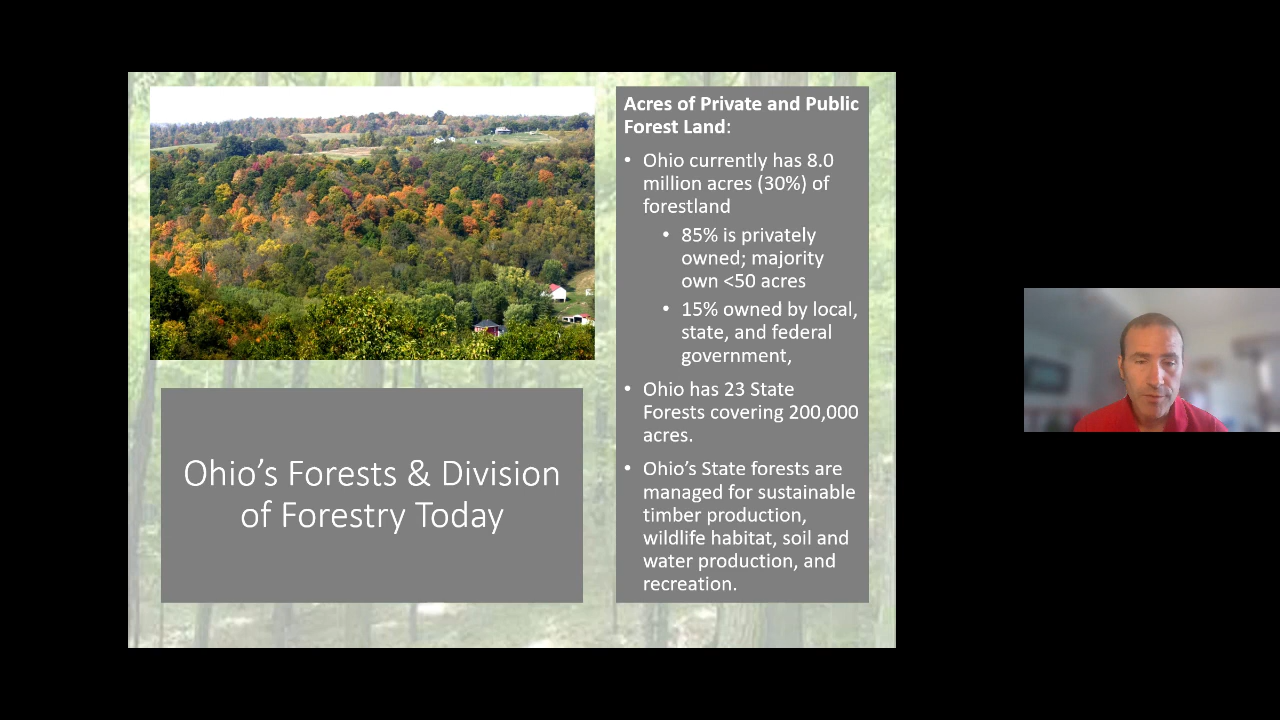 Acres of Private and Public
Forest Land:
• Ohio currently has 8.0
million acres (30%) of
forestland
• 85% is privately
owned; majority
own <50 acres
• 15% owned by local,
state, and federal
government,
• Ohio has 23 State
Forests covering 200,000
acres.
• Ohio’s State forests are
managed for sustainable
timber production,
wildlife habitat, soil and
water production, and
recreation.
Ohio’s Forests & Division
of Forestry Today